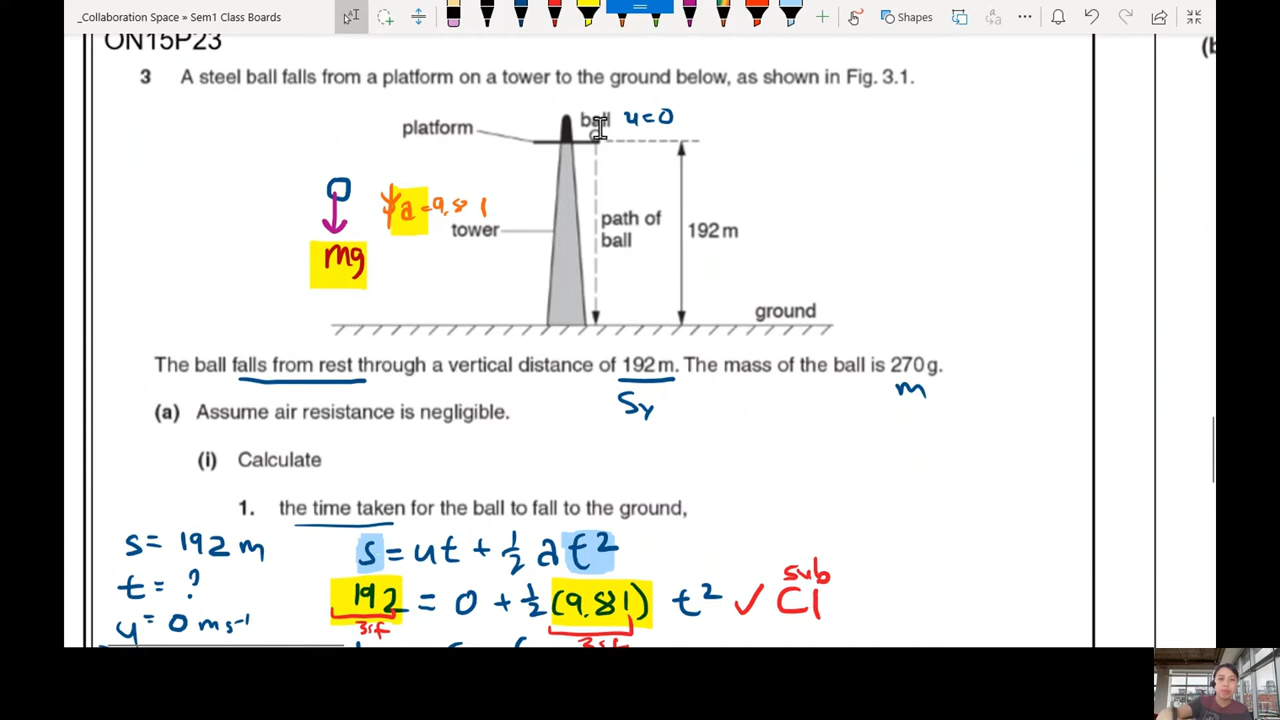 _Collaboration Space » Sem1 Class Boards
Shapes
ON15P23
3 A steel ball falls from a platform on a tower to the ground below, as shown in Fig. 3.1.
ball u=0
platform
a=9.81
path of
ball
tower
192 m
mg
ground
The ball falls from rest through a vertical distance of 192 m. The mass of the ball is 270 g.
Sy
m
(a) Assume air resistance is negligible.
(i) Calculate
1. the time taken for the ball to fall to the ground,
s = 192 m
s = ut + ½ at²
t = ?
192 = 0 + ½ (9.81) t² ✓ C1
sub
u = 0 ms⁻¹
3sf
3sf